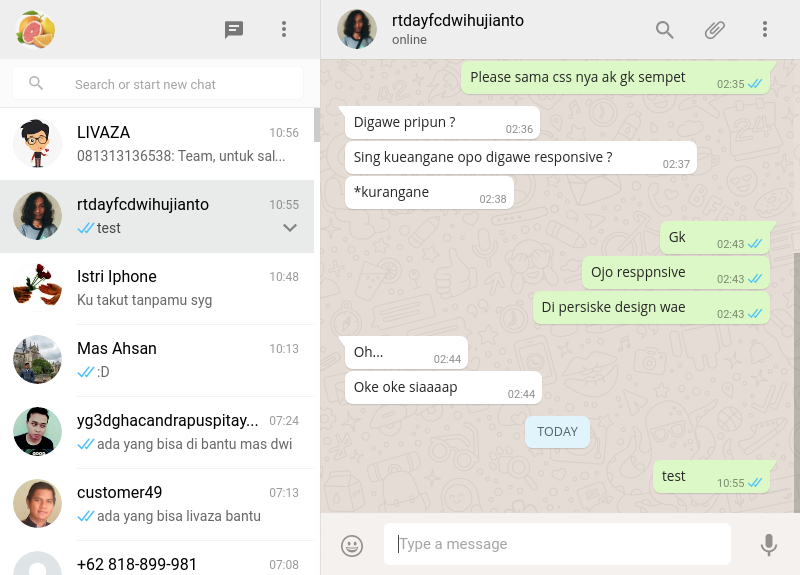 Search or start new chat
LIVAZA 10:56
081313136538: Team, untuk sal...
rtdayfcdwihujianto 10:55
test
Istri Iphone 10:48
Ku takut tanpamu syg
Mas Ahsan 10:13
:D
yg3dghacandrapuspitay... 07:24
ada yang bisa di bantu mas dwi
customer49 07:13
ada yang bisa livaza bantu
+62 818-899-981 07:08
rtdayfcdwihujianto
online
Please sama css nya ak gk sempet 02:35
Digawe pripun ? 02:36
Sing kueangane opo digawe responsive ? 02:37
*kurangane 02:38
Gk 02:43
Ojo resppnsive 02:43
Di persiske design wae 02:43
Oh... 02:44
Oke oke siaaaap 02:44
TODAY
test 10:55
Type a message